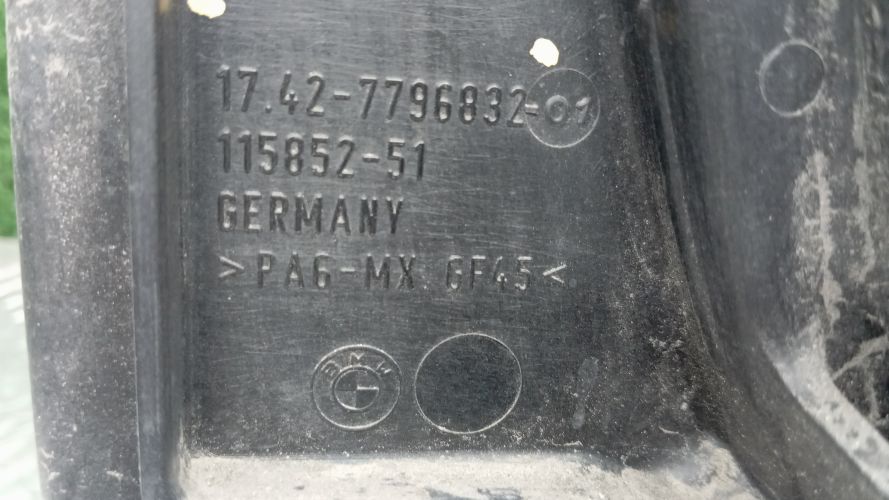 17.42-7796832-01
115852-51
GERMANY
>PA6-MX GF45<
BMW